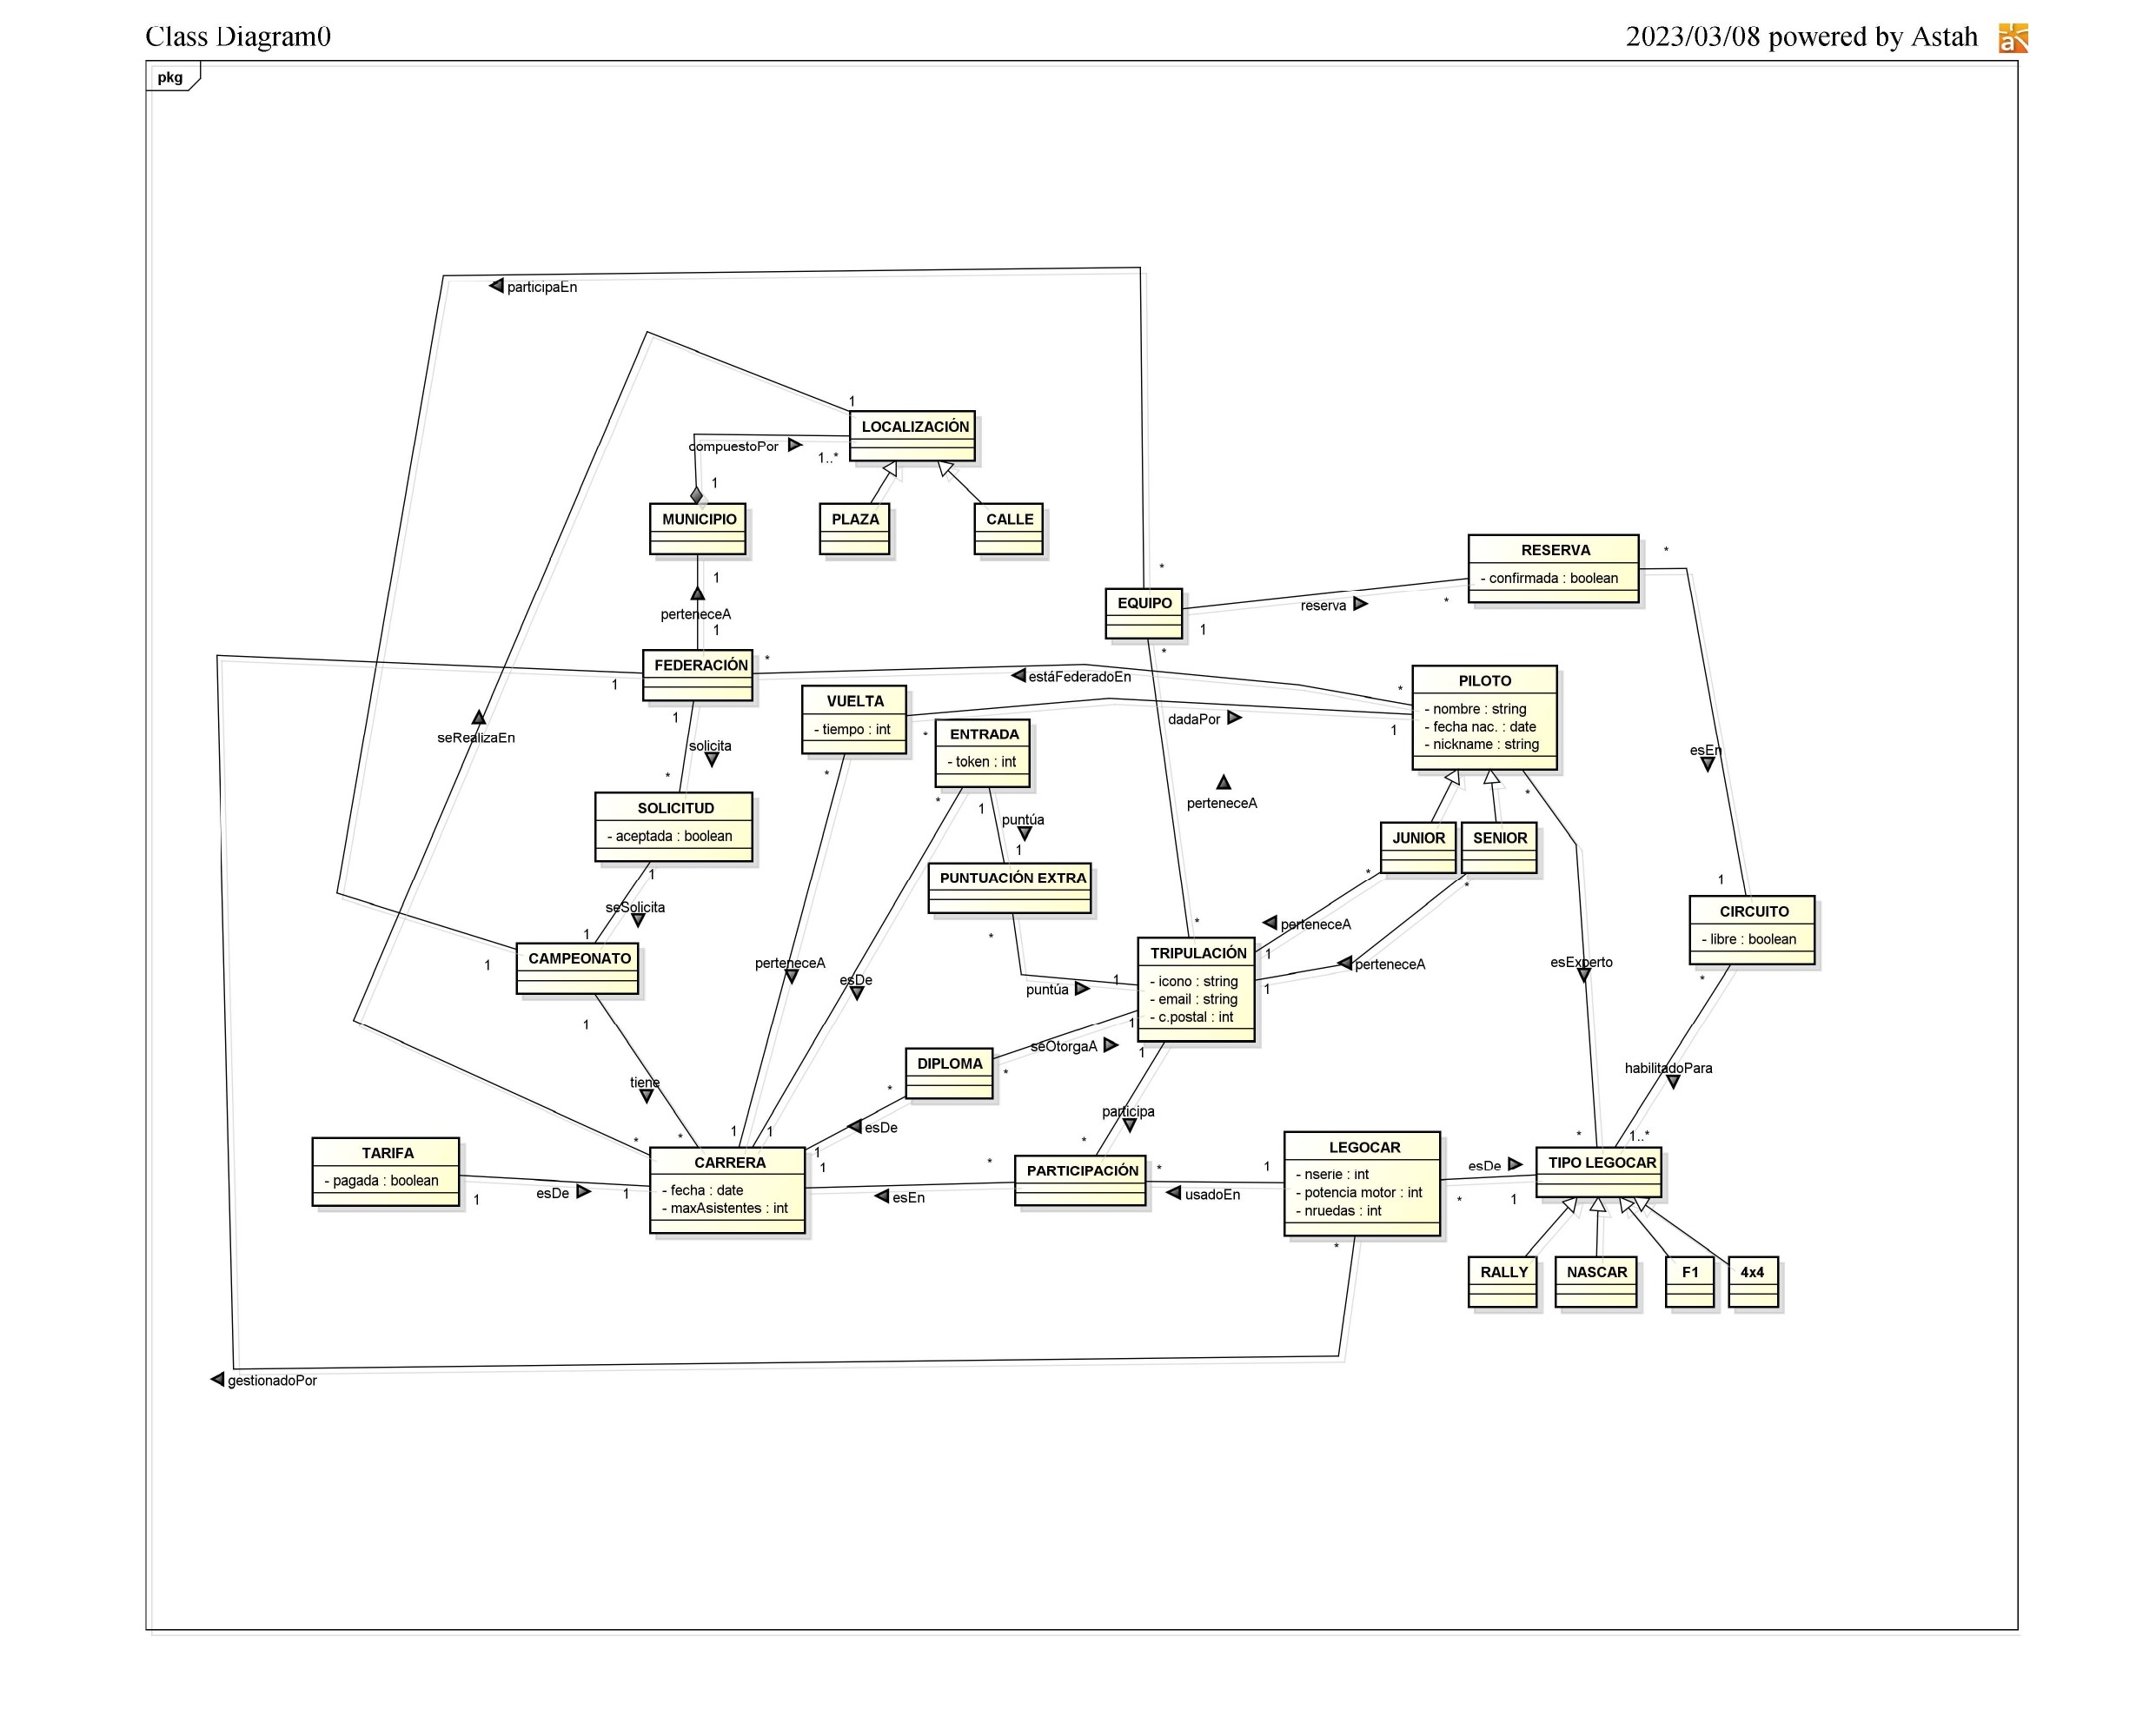 Class Diagram0
2023/03/08 powered by Astah
pkg
participaEn
1
LOCALIZACIÓN
compuestoPor
1..*
1
MUNICIPIO
PLAZA
CALLE
RESERVA
- confirmada : boolean
*
*
1
EQUIPO
reserva
*
1
perteneceA
1
FEDERACIÓN
*
1
*
estáFederadoEn
*
PILOTO
- nombre : string
- fecha nac. : date
- nickname : string
VUELTA
- tiempo : int
1
dadaPor
1
*
ENTRADA
- token : int
seRealizaEn
solicita
*
esEn
*
SOLICITUD
- aceptada : boolean
*
1
perteneceA
*
puntúa
1
JUNIOR
SENIOR
PUNTUACIÓN EXTRA
1
*
*
1
CIRCUITO
- libre : boolean
seSolicita
1
*
*
perteneceA
CAMPEONATO
1
TRIPULACIÓN
- icono : string
- email : string
- c.postal : int
1
perteneceA
perteneceA
esExperto
esDe
1
puntúa
1
*
1
1
1
seOtorgaA
1
DIPLOMA
*
habilitadoPara
tiene
*
participa
esDe
*
*
*
1
1
*
1..*
TARIFA
- pagada : boolean
CARRERA
- fecha : date
- maxAsistentes : int
1
1
*
PARTICIPACIÓN
*
1
LEGOCAR
- nserie : int
- potencia motor : int
- nruedas : int
esDe
TIPO LEGOCAR
1
esDe
1
esEn
usadoEn
*
1
*
RALLY
NASCAR
F1
4x4
gestionadoPor